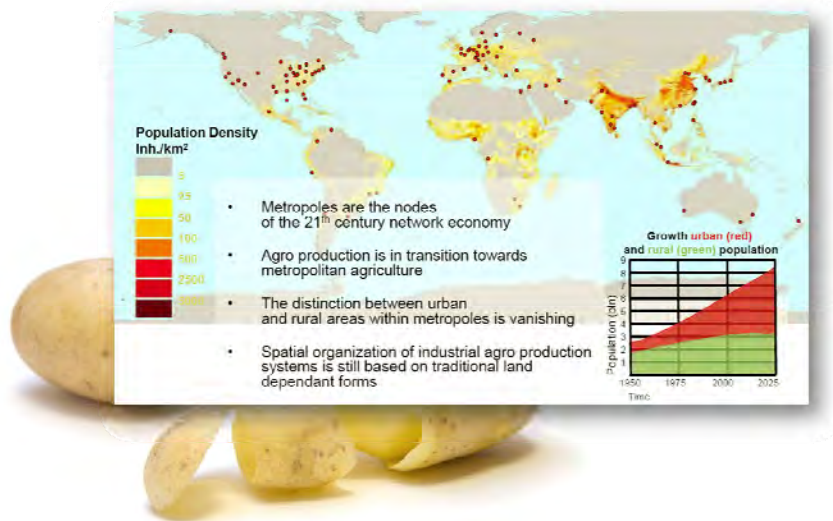 Population Density
Inh./km²
5
25
50
100
500
2500
• Metropoles are the nodes
of the 21th century network economy
• Agro production is in transition towards
metropolitan agriculture
• The distinction between urban
and rural areas within metropoles is vanishing
• Spatial organization of industrial agro production
systems is still based on traditional land
dependant forms
Growth urban (red)
and rural (green) population
Population (bln)
9
8
7
6
5
4
3
2
1
1950 1975 2000 2025
Time